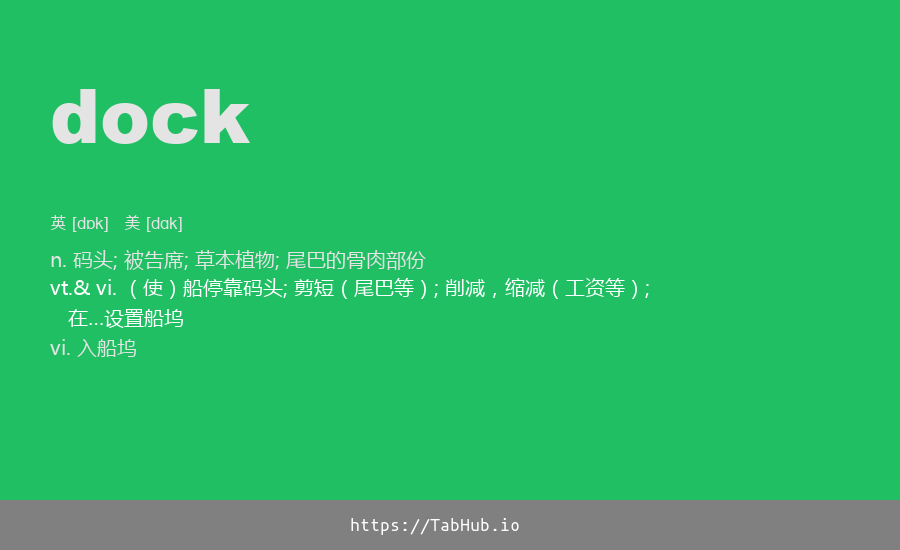 dock
英 [dɒk] 美 [dɑk]
n. 码头; 被告席; 草本植物; 尾巴的骨肉部份
vt.& vi. （使）船停靠码头; 剪短（尾巴等）; 削减，缩减（工资等）;
在…设置船坞
vi. 入船坞
https://TabHub.io